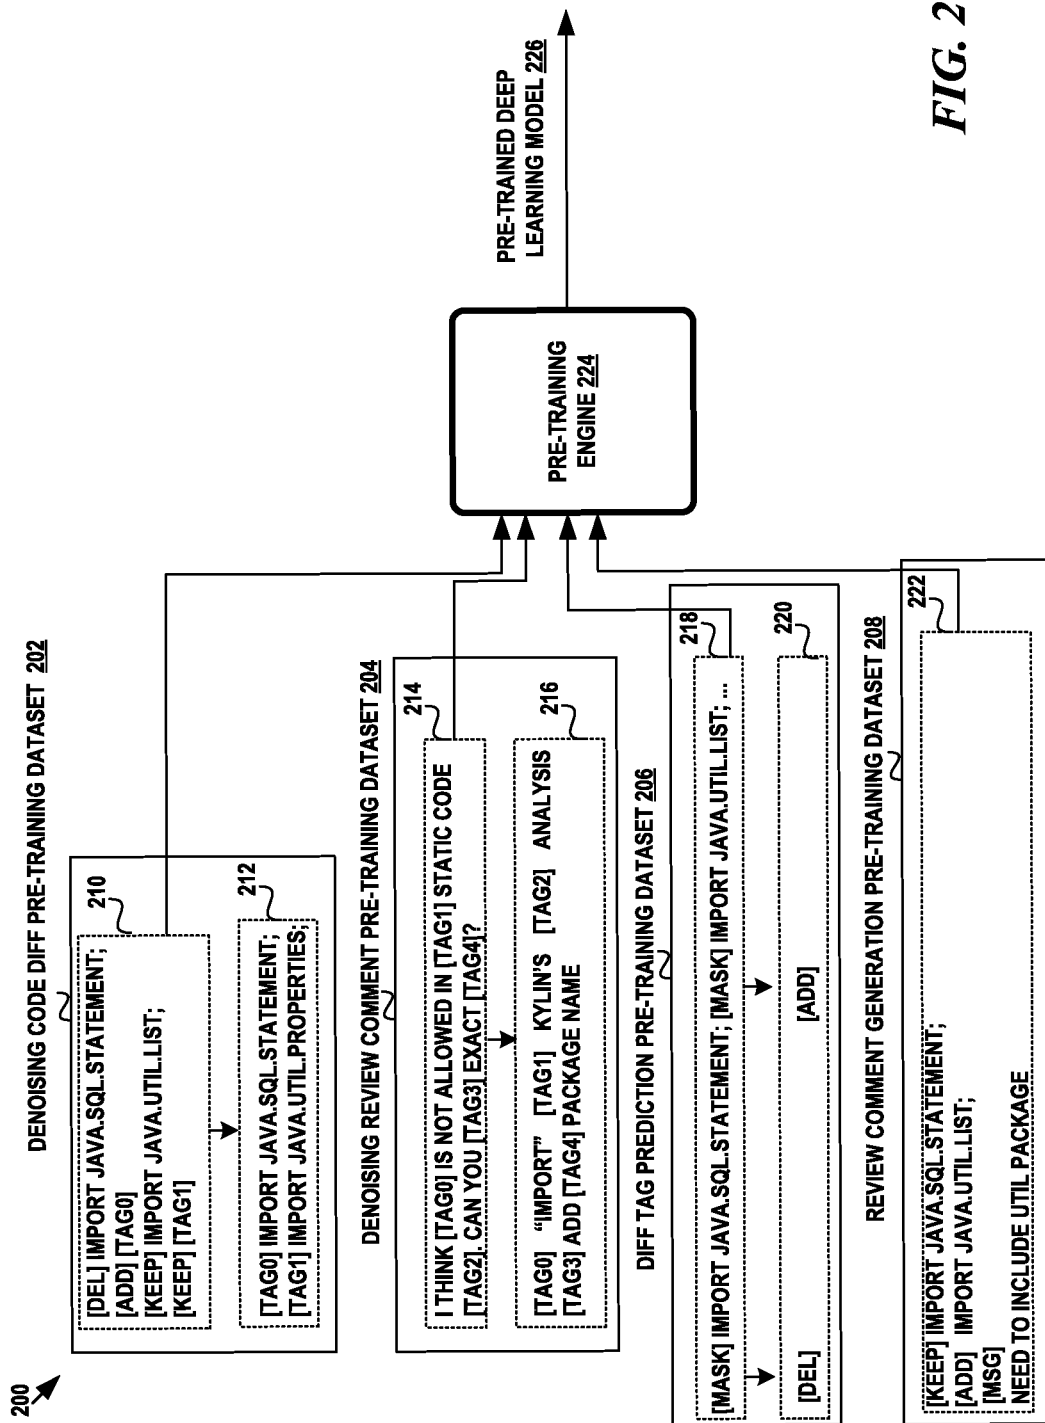 200
DENOISING CODE DIFF PRE-TRAINING DATASET 202
210
[DEL] IMPORT JAVA.SQL.STATEMENT;
[ADD] [TAG0]
[KEEP] IMPORT JAVA.UTIL.LIST;
[KEEP] [TAG1]
212
[TAG0] IMPORT JAVA.SQL.STATEMENT;
[TAG1] IMPORT JAVA.UTIL.PROPERTIES;
DENOISING REVIEW COMMENT PRE-TRAINING DATASET 204
214
I THINK [TAG0] IS NOT ALLOWED IN [TAG1] STATIC CODE
[TAG2]. CAN YOU [TAG3] EXACT [TAG4]?
216
[TAG0] “IMPORT” [TAG1] KYLIN’S [TAG2] ANALYSIS
[TAG3] ADD [TAG4] PACKAGE NAME
DIFF TAG PREDICTION PRE-TRAINING DATASET 206
218
[MASK] IMPORT JAVA.SQL.STATEMENT; [MASK] IMPORT JAVA.UTIL.LIST; ...
220
[DEL] [ADD]
REVIEW COMMENT GENERATION PRE-TRAINING DATASET 208
222
[KEEP] IMPORT JAVA.SQL.STATEMENT;
[ADD] IMPORT JAVA.UTIL.LIST;
[MSG]
NEED TO INCLUDE UTIL PACKAGE
PRE-TRAINING
ENGINE 224
PRE-TRAINED DEEP
LEARNING MODEL 226
FIG. 2